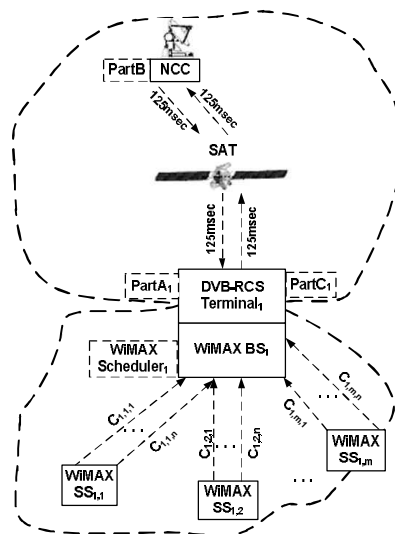 PartB
NCC
125msec
125msec
SAT
125msec
125msec
PartA1
DVB-RCS
Terminal1
PartC1
WiMAX
Scheduler1
WiMAX BS1
C1,1,1
...
C1,1,n
C1,2,1
...
C1,2,n
C1,m,1
...
C1,m,n
WiMAX
SS1,1
WiMAX
SS1,2
...
WiMAX
SS1,m